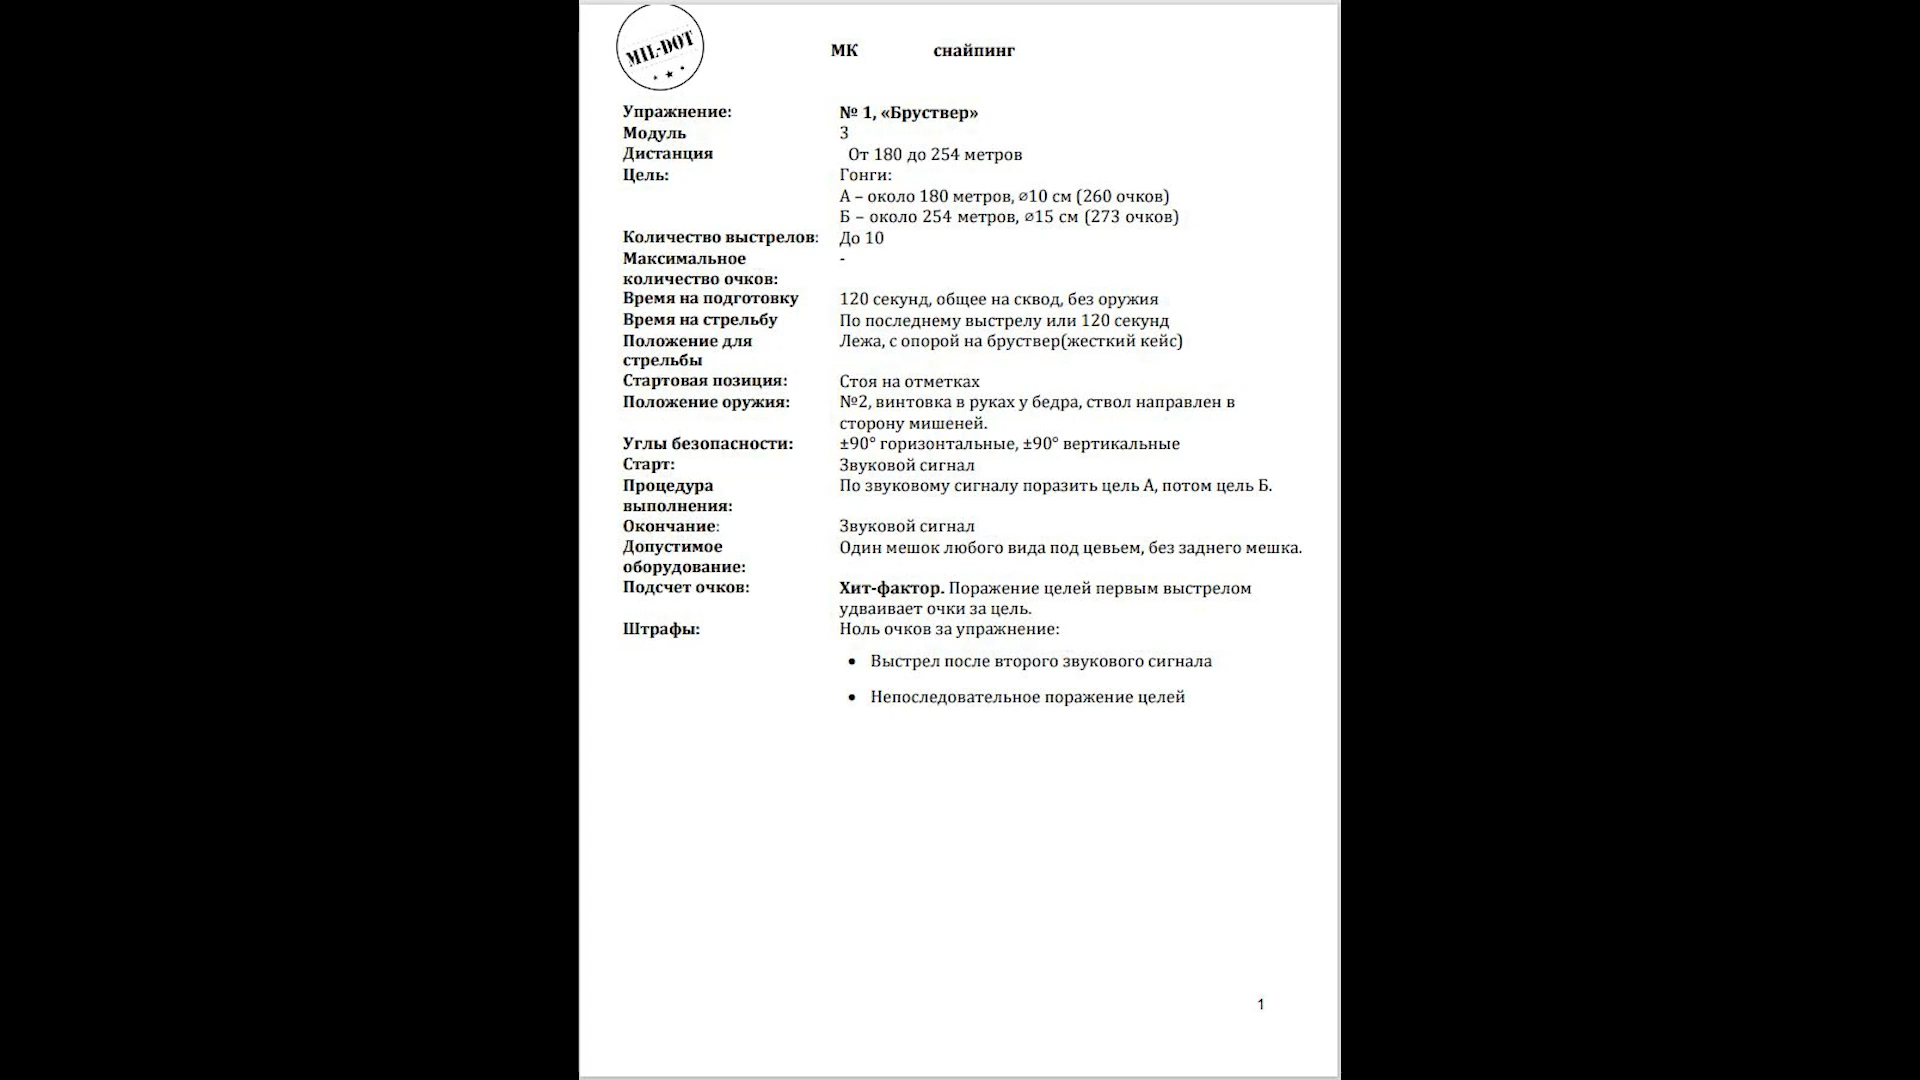 MIL-DOT
МК снайпинг
Упражнение: № 1, «Бруствер»
Модуль 3
Дистанция От 180 до 254 метров
Цель: Гонги:
А – около 180 метров, ⌀10 см (260 очков)
Б – около 254 метров, ⌀15 см (273 очков)
Количество выстрелов: До 10
Максимальное -
количество очков:
Время на подготовку 120 секунд, общее на сквод, без оружия
Время на стрельбу По последнему выстрелу или 120 секунд
Положение для Лежа, с опорой на бруствер(жесткий кейс)
стрельбы
Стартовая позиция: Стоя на отметках
Положение оружия: №2, винтовка в руках у бедра, ствол направлен в
сторону мишеней.
Углы безопасности: ±90° горизонтальные, ±90° вертикальные
Старт: Звуковой сигнал
Процедура По звуковому сигналу поразить цель А, потом цель Б.
выполнения:
Окончание: Звуковой сигнал
Допустимое Один мешок любого вида под цевьем, без заднего мешка.
оборудование:
Подсчет очков: Хит-фактор. Поражение целей первым выстрелом
удваивает очки за цель.
Штрафы: Ноль очков за упражнение:
• Выстрел после второго звукового сигнала
• Непоследовательное поражение целей
1